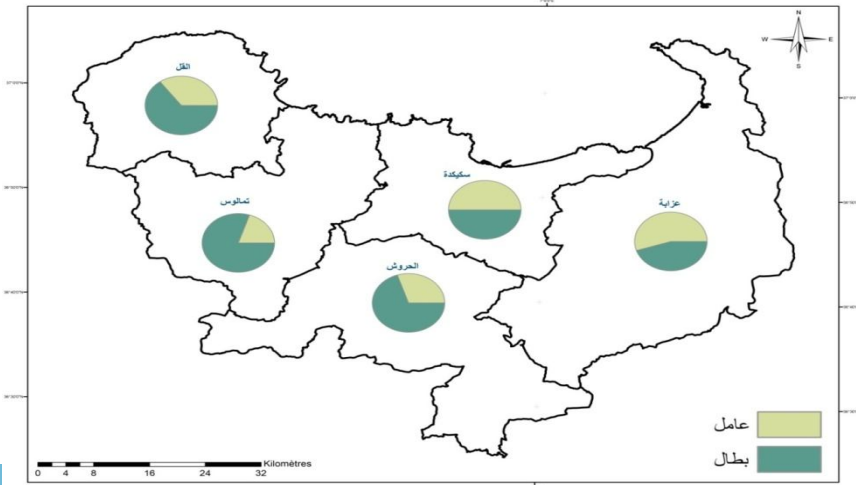 N
W E
S
القل
سكيكدة
تمالوس
عزابة
الحروش
عامل
بطال
Kilomètres
0 4 8 16 24 32